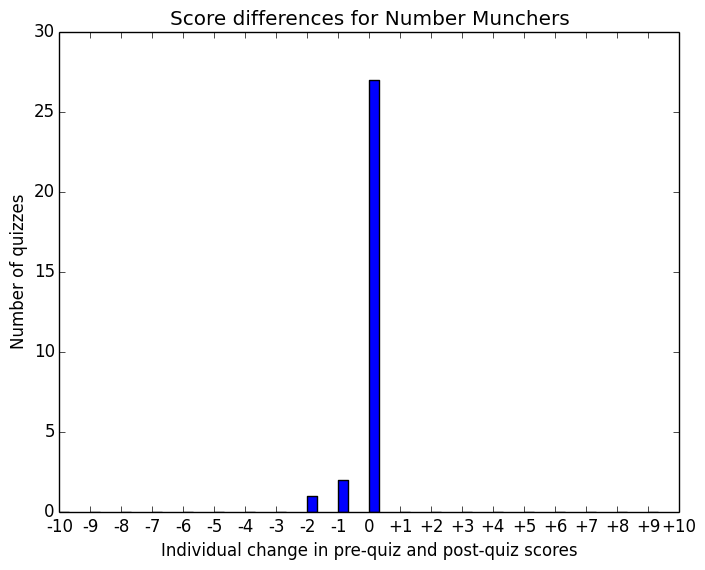 Score differences for Number Munchers
30
25
20
15
10
5
0
Number of quizzes
-10 -9 -8 -7 -6 -5 -4 -3 -2 -1 0 +1 +2 +3 +4 +5 +6 +7 +8 +9 +10
Individual change in pre-quiz and post-quiz scores